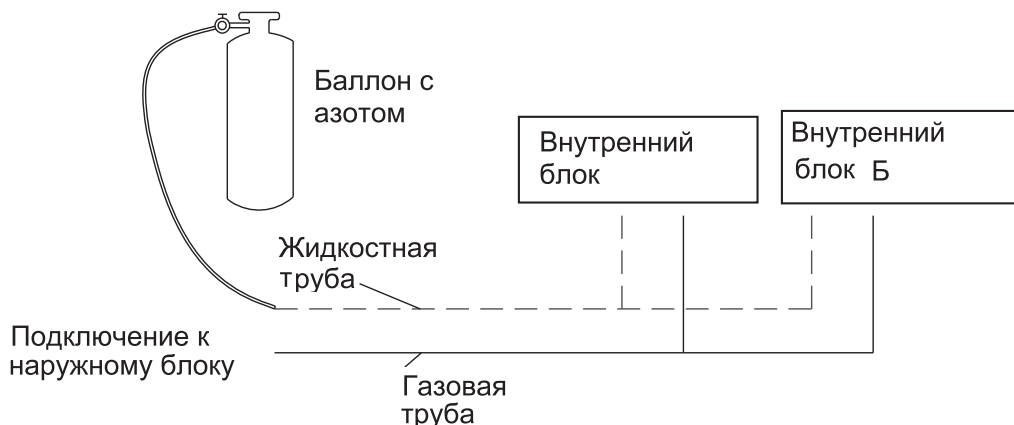 Баллон с
азотом
Внутренний
блок
Внутренний
блок Б
Жидкостная
труба
Подключение к
наружному блоку
Газовая
труба